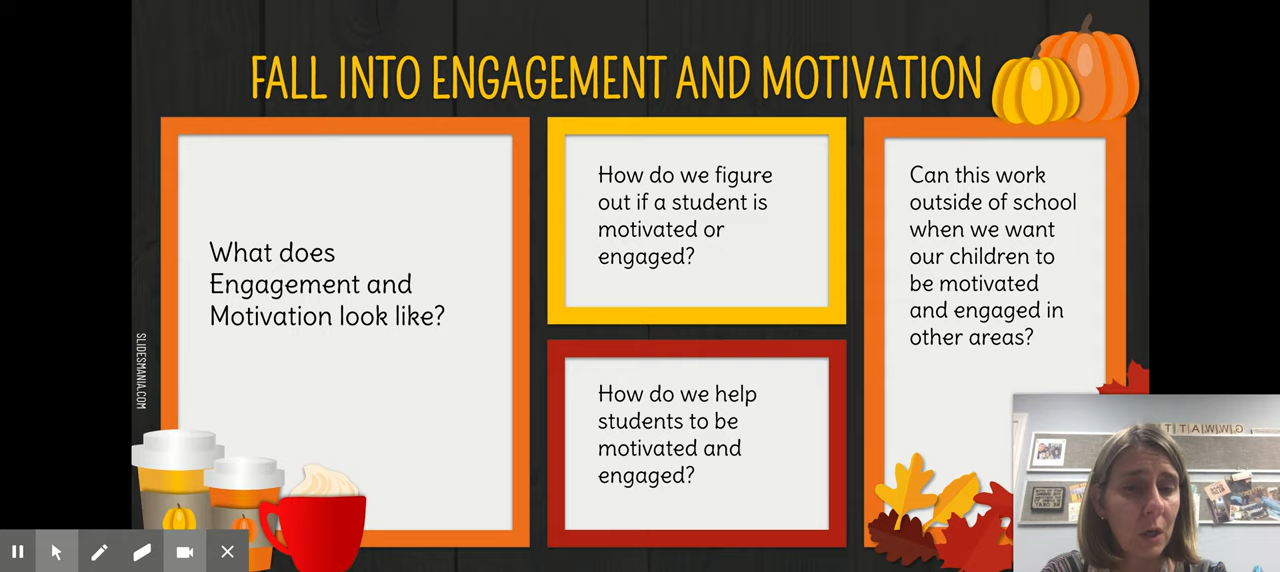 FALL INTO ENGAGEMENT AND MOTIVATION
What does
Engagement and
Motivation look like?
How do we figure
out if a student is
motivated or
engaged?
How do we help
students to be
motivated and
engaged?
Can this work
outside of school
when we want
our children to
be motivated
and engaged in
other areas?
SLIDESMANIA.COM